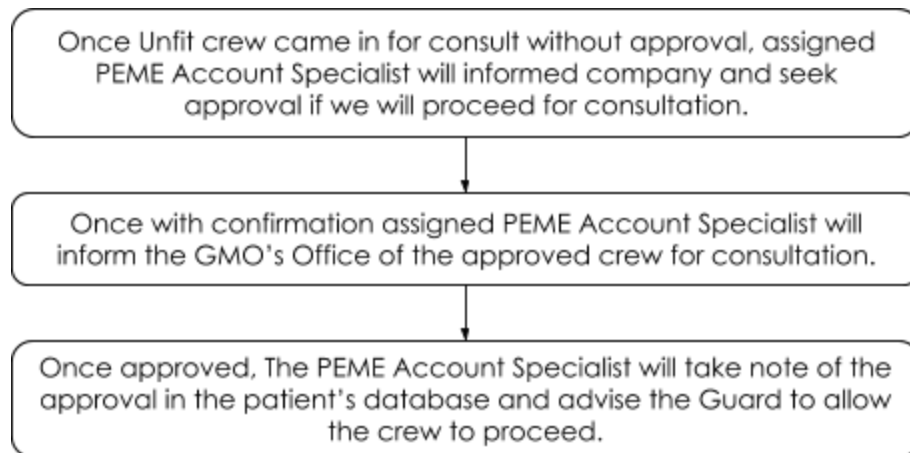 Once Unfit crew came in for consult without approval, assigned
PEME Account Specialist will informed company and seek
approval if we will proceed for consultation.
Once with confirmation assigned PEME Account Specialist will
inform the GMO's Office of the approved crew for consultation.
Once approved, The PEME Account Specialist will take note of the
approval in the patient's database and advise the Guard to allow
the crew to proceed.